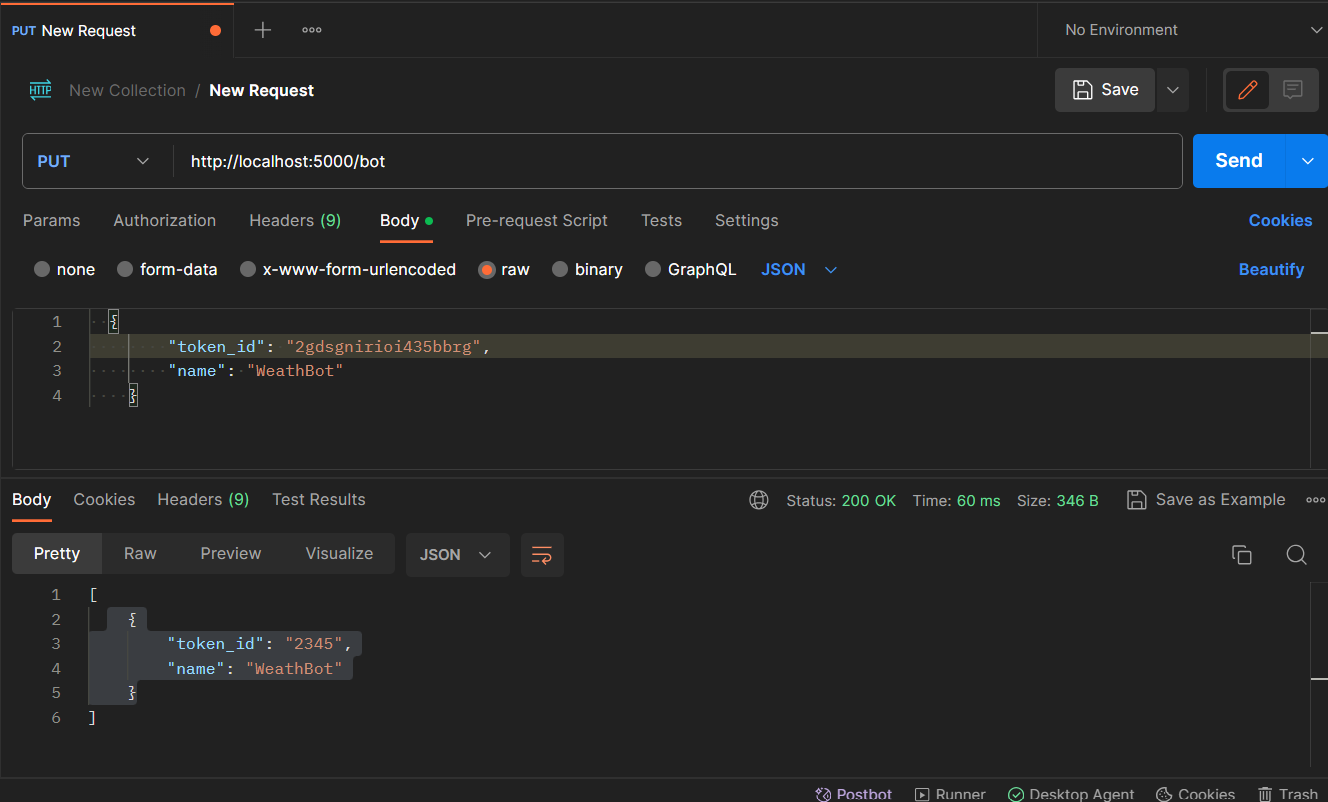 PUT New Request
No Environment
HTTP New Collection / New Request
Save
PUT http://localhost:5000/bot Send
Params Authorization Headers (9) Body Pre-request Script Tests Settings Cookies
none form-data x-www-form-urlencoded raw binary GraphQL JSON Beautify
1 {
2 "token_id": "2gdsgnirioi435bbrg",
3 "name": "WeathBot"
4 }
Body Cookies Headers (9) Test Results Status: 200 OK Time: 60 ms Size: 346 B Save as Example
Pretty Raw Preview Visualize JSON
1 [
2 {
3 "token_id": "2345",
4 "name": "WeathBot"
5 }
6 ]
Postbot Runner Desktop Agent Cookies Trash